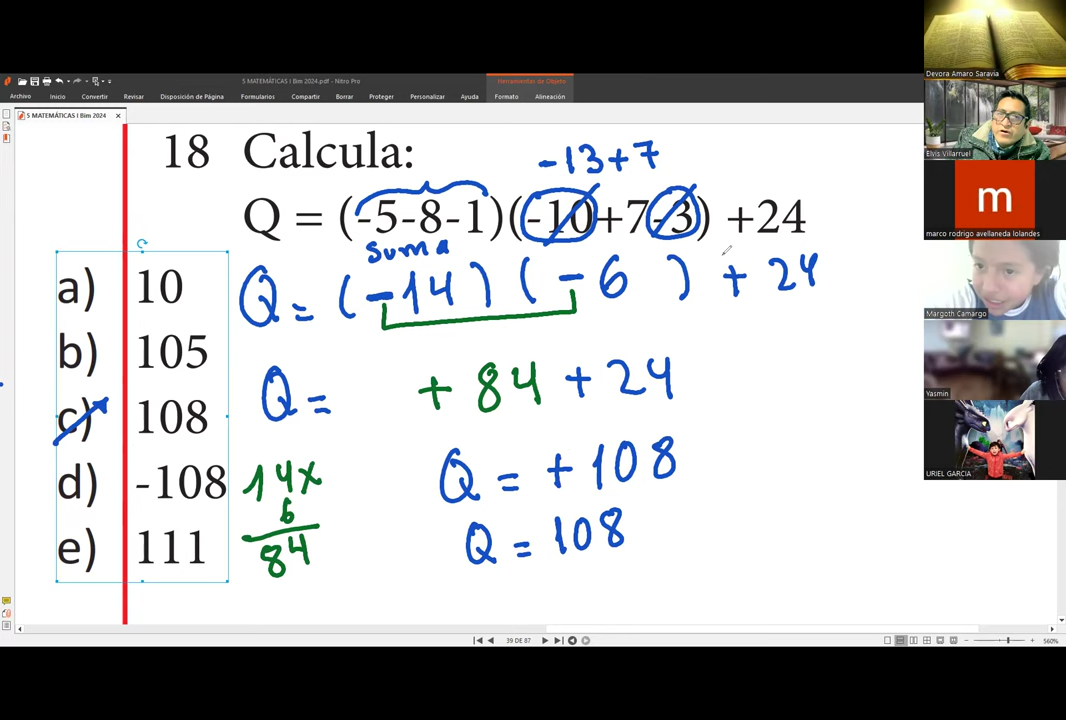 5 MATEMÁTICAS I Bim 2024.pdf - Nitro Pro
Herramientas de Objeto
Archivo Inicio Convertir Revisar Disposición de Página Formularios Compartir Borrar Proteger Personalizar Ayuda Formato Alineación
5 MATEMÁTICAS I Bim 2024 ×
18 Calcula:
-13+7
Q = (-5-8-1)(-10+7-3) +24
suma
Q = (-14) (-6) + 24
a) 10
b) 105
c) 108
d) -108
e) 111
Q = + 84 + 24
Q = +108
Q = 108
14x
6
84
39 DE 87
560%
Devora Amaro Saravia
Elvis Villarruel
m
marco rodrigo avellaneda lolandes
Margoth Camargo
Yasmin
URIEL GARCIA